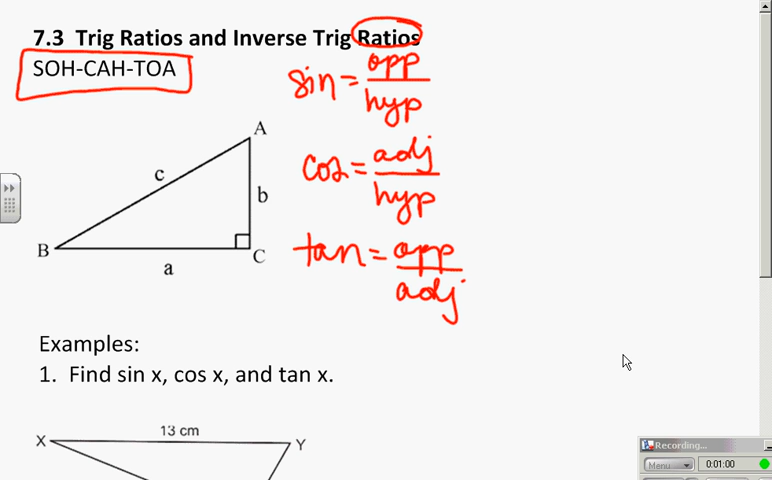 7.3 Trig Ratios and Inverse Trig Ratios
SOH-CAH-TOA
sin = opp
hyp
cos = adj
hyp
tan = opp
adj
A
c
b
B
C
a
Examples:
1. Find sin x, cos x, and tan x.
13 cm
X
Y
Recording...
Menu
0:01:00